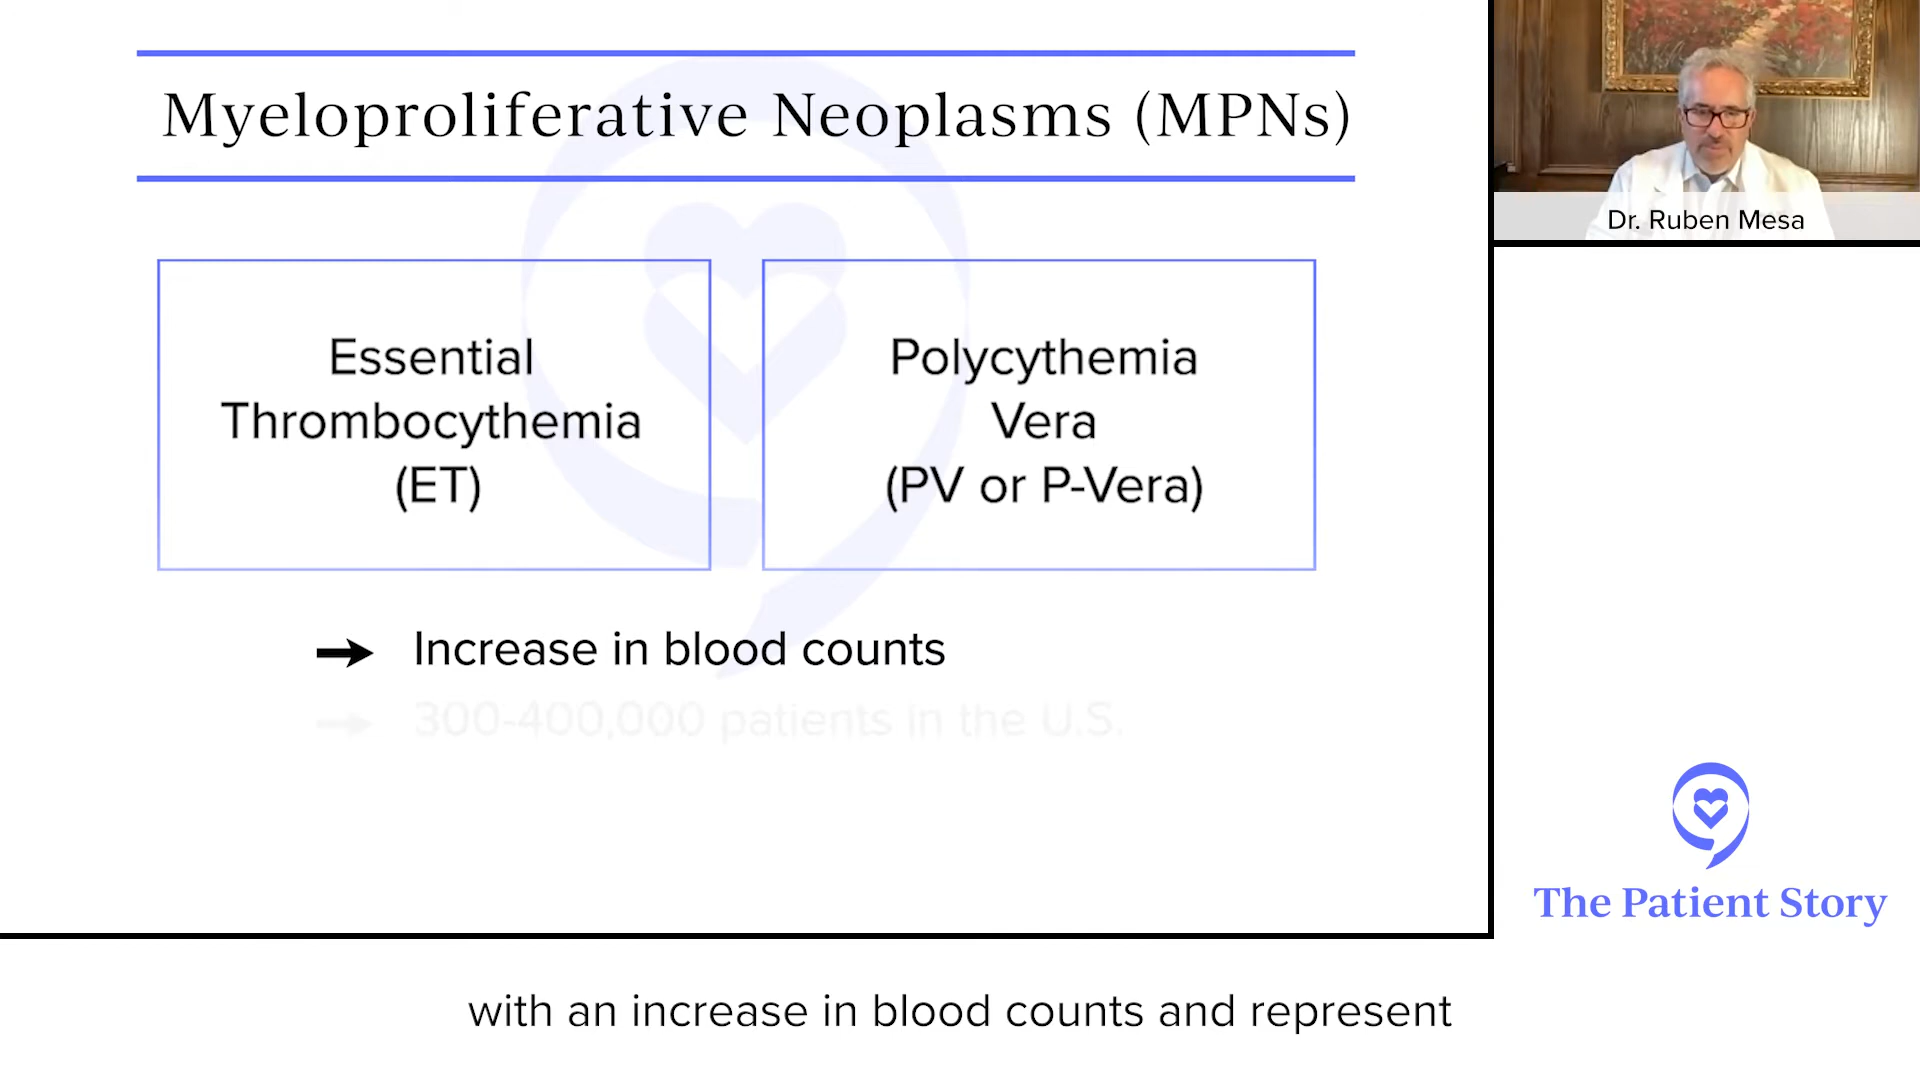 Myeloproliferative Neoplasms (MPNs)
Essential
Thrombocythemia
(ET)
Polycythemia
Vera
(PV or P-Vera)
Increase in blood counts
300-400,000 patients in the U.S.
Dr. Ruben Mesa
The Patient Story
with an increase in blood counts and represent